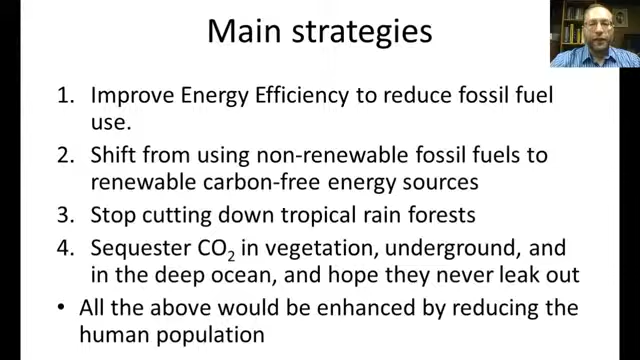 Main strategies
1. Improve Energy Efficiency to reduce fossil fuel
use.
2. Shift from using non-renewable fossil fuels to
renewable carbon-free energy sources
3. Stop cutting down tropical rain forests
4. Sequester CO₂ in vegetation, underground, and
in the deep ocean, and hope they never leak out
• All the above would be enhanced by reducing the
human population